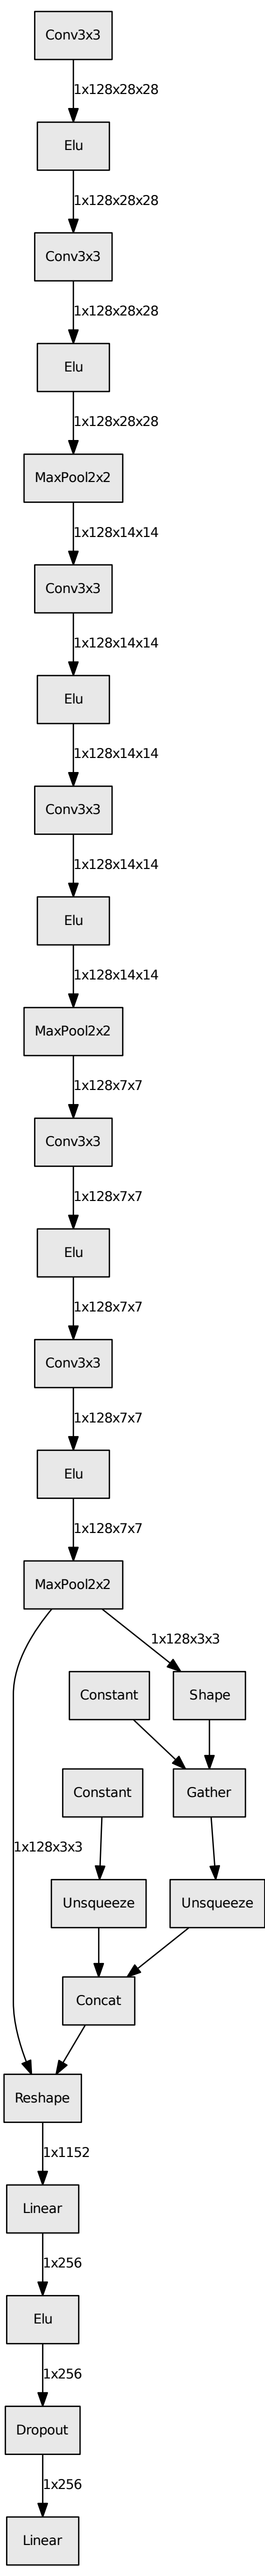 Conv3x3
1x128x28x28
Elu
1x128x28x28
Conv3x3
1x128x28x28
Elu
1x128x28x28
MaxPool2x2
1x128x14x14
Conv3x3
1x128x14x14
Elu
1x128x14x14
Conv3x3
1x128x14x14
Elu
1x128x14x14
MaxPool2x2
1x128x7x7
Conv3x3
1x128x7x7
Elu
1x128x7x7
Conv3x3
1x128x7x7
Elu
1x128x7x7
MaxPool2x2
1x128x3x3
Constant
Shape
Constant
Gather
1x128x3x3
Unsqueeze
Unsqueeze
Concat
Reshape
1x1152
Linear
1x256
Elu
1x256
Dropout
1x256
Linear